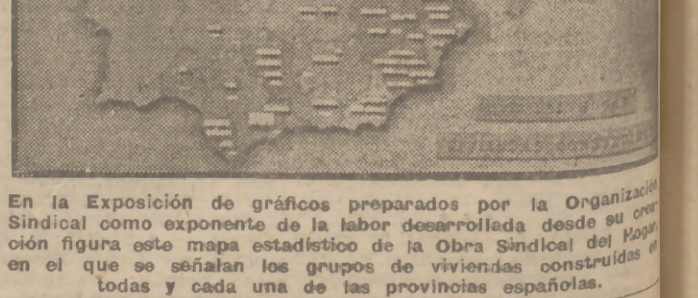 En la Exposición de gráficos preparados por la Organización
Sindical como exponente de la labor desarrollada desde su crea-
ción figura este mapa estadístico de la Obra Sindical del Hogar,
en el que se señalan los grupos de viviendas construídas en
todas y cada una de las provincias españolas.